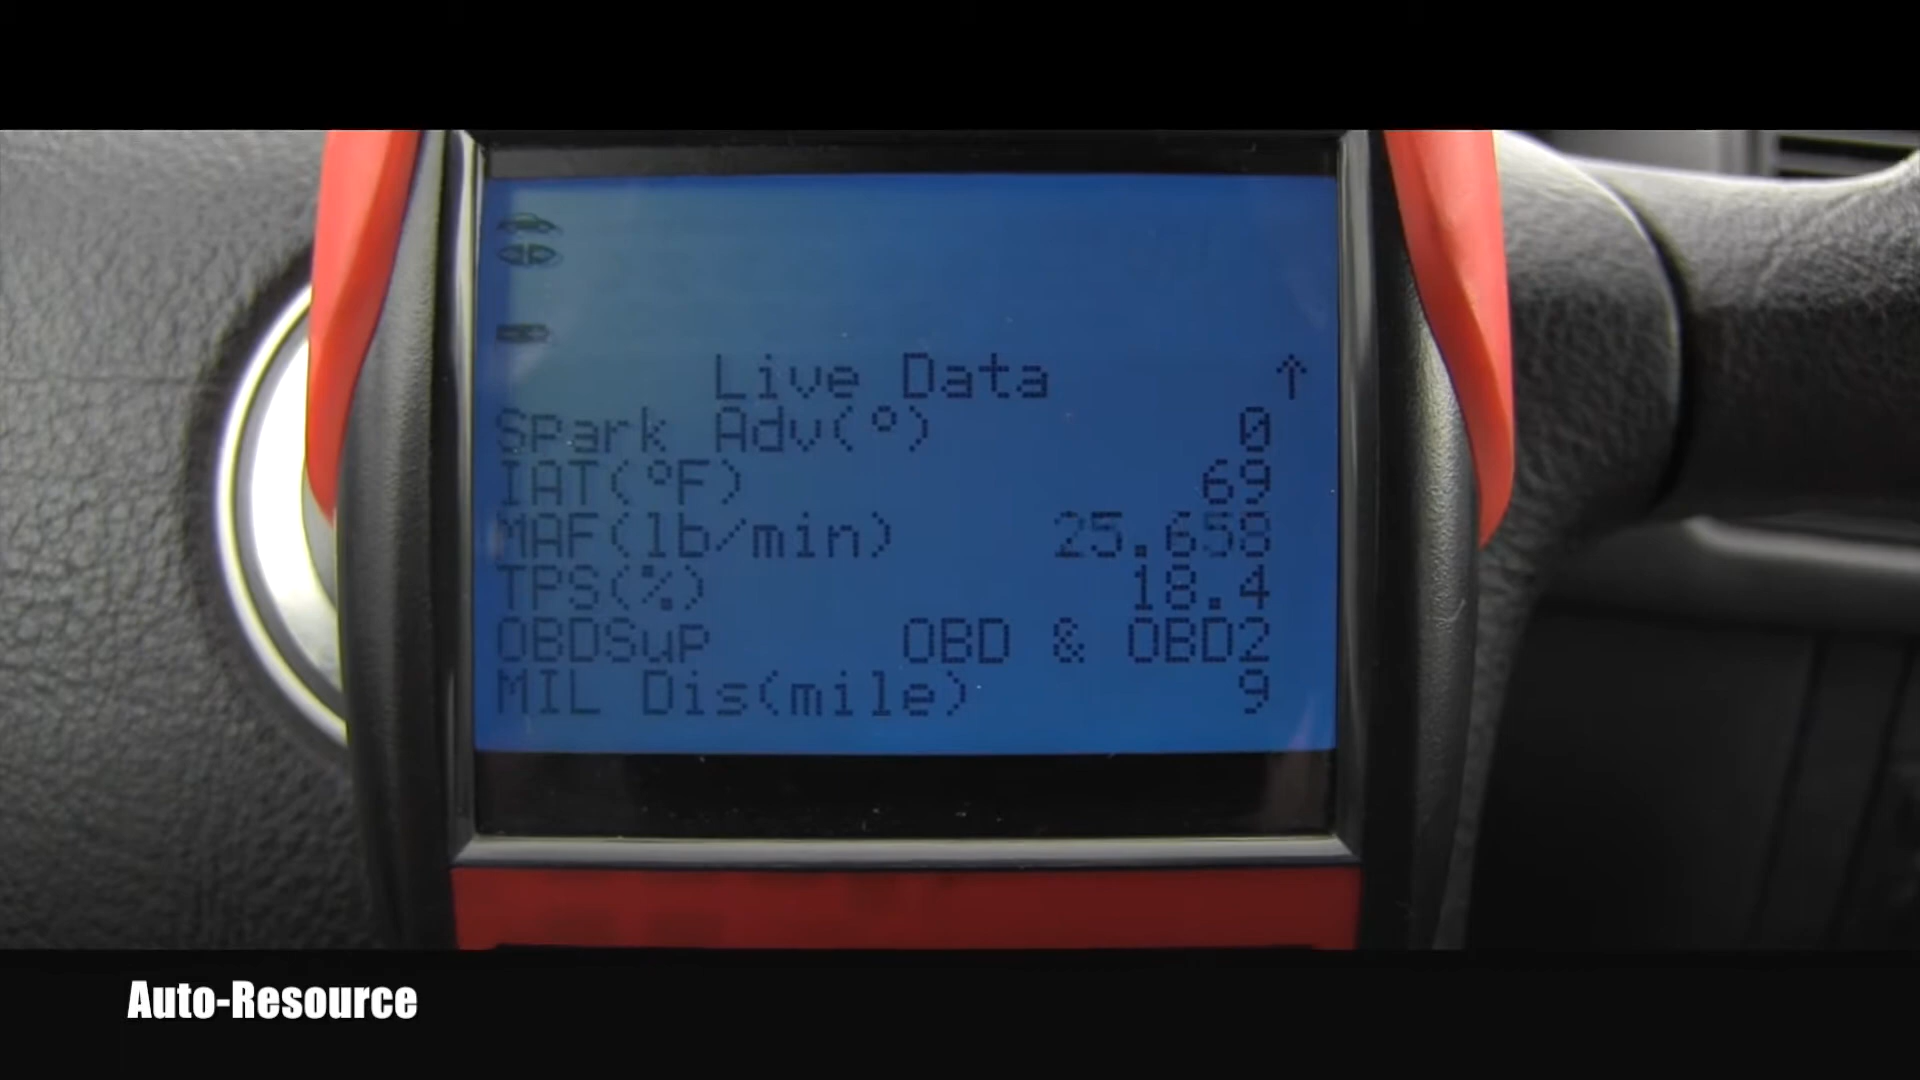 Live Data ↑
Spark Adv(°) 0
IAT(°F) 69
MAF(lb/min) 25.658
TPS(%) 18.4
OBDSup OBD & OBD2
MIL Dis(mile) 9
Auto-Resource